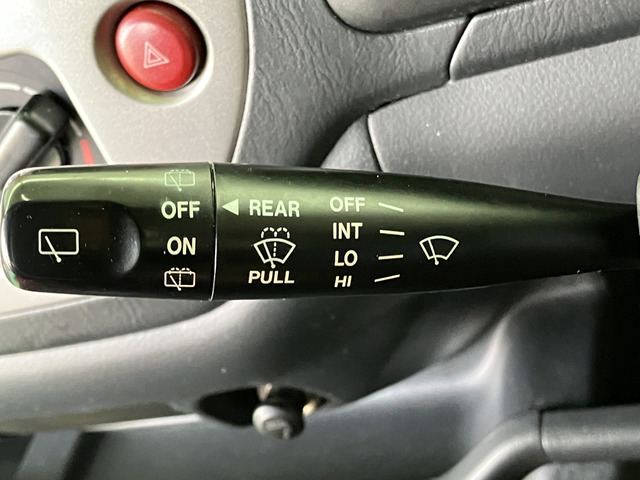 OFF
ON
◀ REAR
PULL
OFF
INT
LO
HI